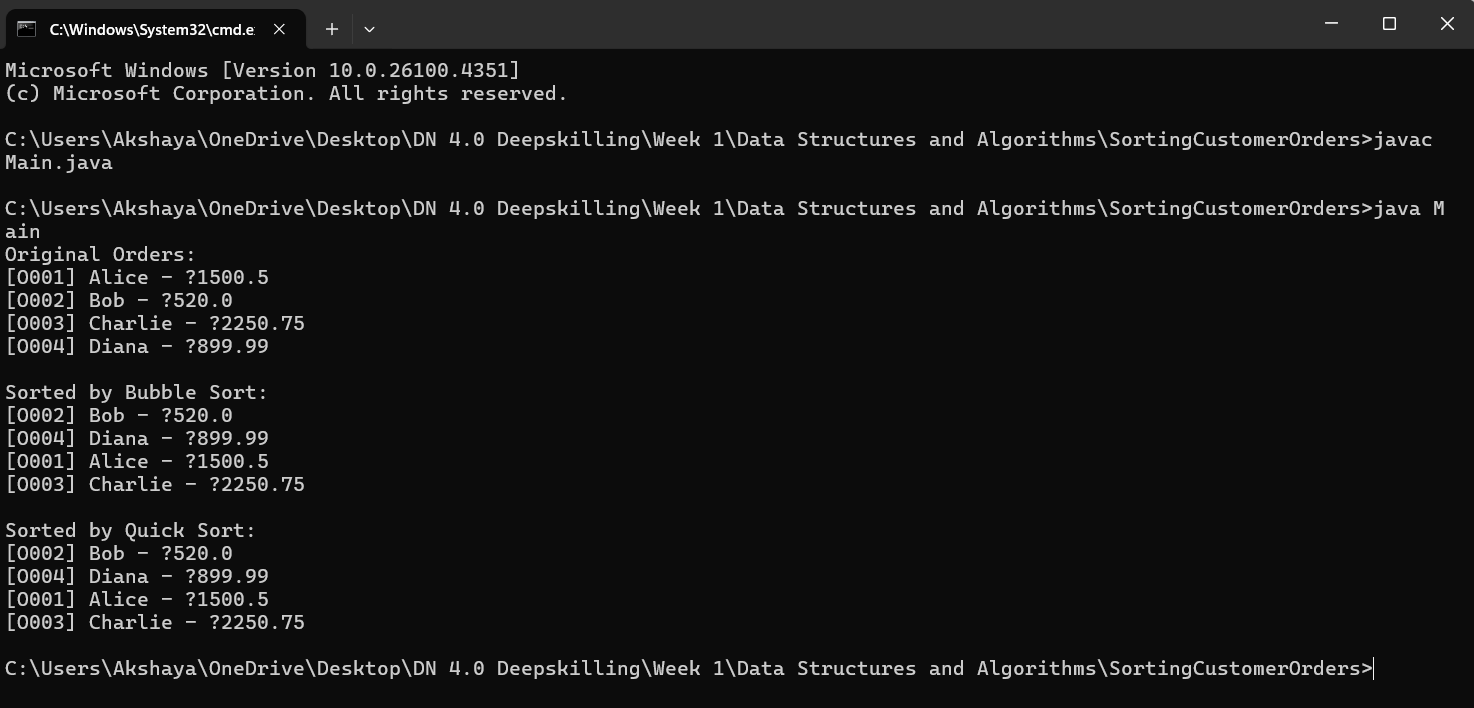 C:\Windows\System32\cmd.e
Microsoft Windows [Version 10.0.26100.4351]
(c) Microsoft Corporation. All rights reserved.
C:\Users\Akshaya\OneDrive\Desktop\DN 4.0 Deepskilling\Week 1\Data Structures and Algorithms\SortingCustomerOrders>javac
Main.java
C:\Users\Akshaya\OneDrive\Desktop\DN 4.0 Deepskilling\Week 1\Data Structures and Algorithms\SortingCustomerOrders>java M
ain
Original Orders:
[O001] Alice - ?1500.5
[O002] Bob - ?520.0
[O003] Charlie - ?2250.75
[O004] Diana - ?899.99
Sorted by Bubble Sort:
[O002] Bob - ?520.0
[O004] Diana - ?899.99
[O001] Alice - ?1500.5
[O003] Charlie - ?2250.75
Sorted by Quick Sort:
[O002] Bob - ?520.0
[O004] Diana - ?899.99
[O001] Alice - ?1500.5
[O003] Charlie - ?2250.75
C:\Users\Akshaya\OneDrive\Desktop\DN 4.0 Deepskilling\Week 1\Data Structures and Algorithms\SortingCustomerOrders>